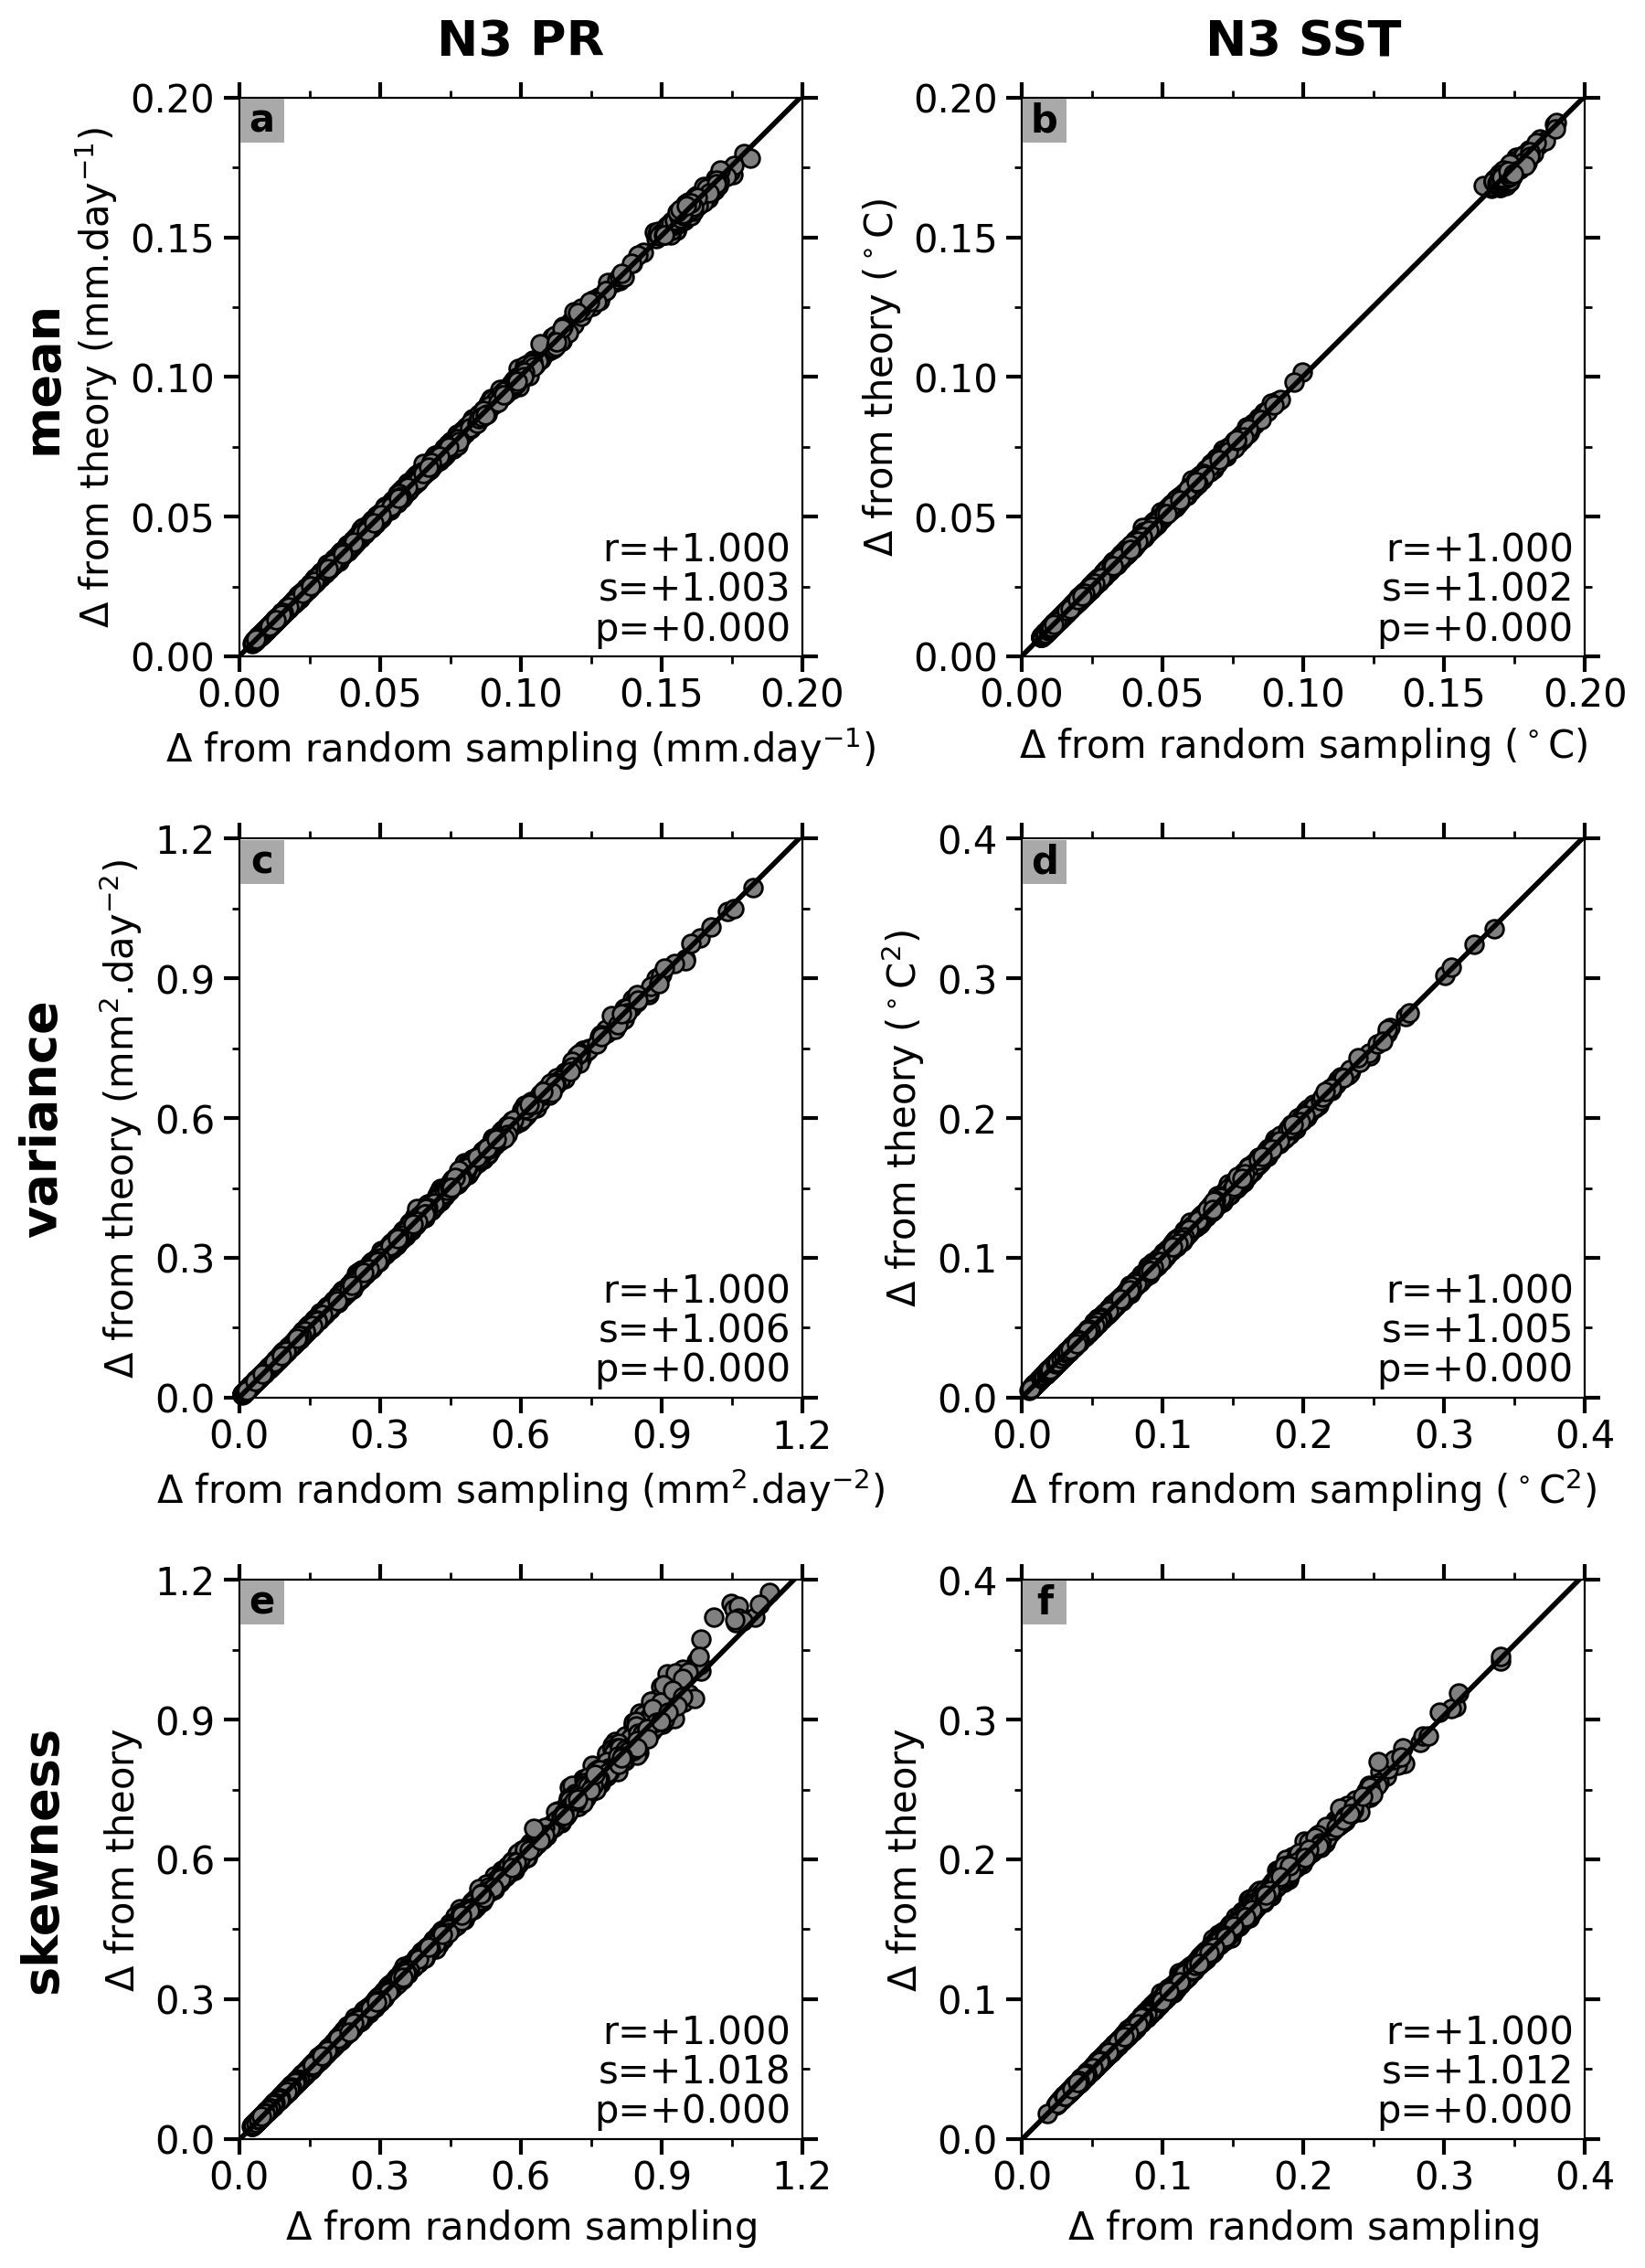 N3 PR
N3 SST
mean
a
Δ from theory (mm.day⁻¹)
0.20
0.15
0.10
0.05
0.00
r=+1.000
s=+1.003
p=+0.000
0.00 0.05 0.10 0.15 0.20
Δ from random sampling (mm.day⁻¹)
b
Δ from theory (°C)
0.20
0.15
0.10
0.05
0.00
r=+1.000
s=+1.002
p=+0.000
0.00 0.05 0.10 0.15 0.20
Δ from random sampling (°C)
variance
c
Δ from theory (mm².day⁻²)
1.2
0.9
0.6
0.3
0.0
r=+1.000
s=+1.006
p=+0.000
0.0 0.3 0.6 0.9 1.2
Δ from random sampling (mm².day⁻²)
d
Δ from theory (°C²)
0.4
0.3
0.2
0.1
0.0
r=+1.000
s=+1.005
p=+0.000
0.0 0.1 0.2 0.3 0.4
Δ from random sampling (°C²)
skewness
e
Δ from theory
1.2
0.9
0.6
0.3
0.0
r=+1.000
s=+1.018
p=+0.000
0.0 0.3 0.6 0.9 1.2
Δ from random sampling
f
Δ from theory
0.4
0.3
0.2
0.1
0.0
r=+1.000
s=+1.012
p=+0.000
0.0 0.1 0.2 0.3 0.4
Δ from random sampling